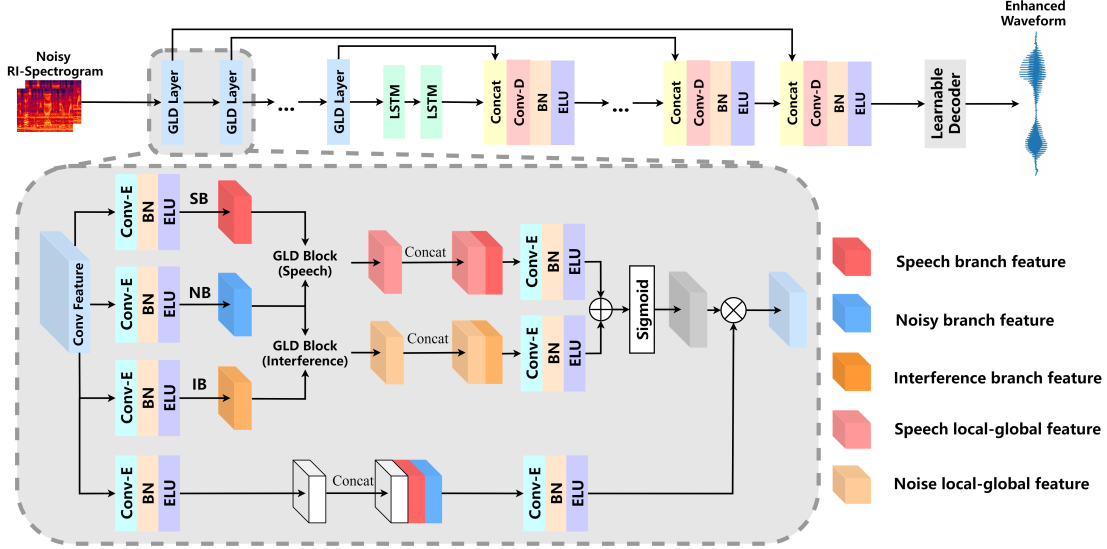 Enhanced
Waveform
Noisy
RI-Spectrogram
GLD Layer
GLD Layer
...
GLD Layer
LSTM
LSTM
Concat
Conv-D
BN
ELU
...
Concat
Conv-D
BN
ELU
Concat
Conv-D
BN
ELU
Learnable
Decoder
Conv Feature
Conv-E
BN
ELU
SB
Conv-E
BN
ELU
NB
Conv-E
BN
ELU
IB
Conv-E
BN
ELU
GLD Block
(Speech)
GLD Block
(Interference)
Concat
Concat
Concat
Conv-E
BN
ELU
Conv-E
BN
ELU
Conv-E
BN
ELU
Sigmoid
Speech branch feature
Noisy branch feature
Interference branch feature
Speech local-global feature
Noise local-global feature